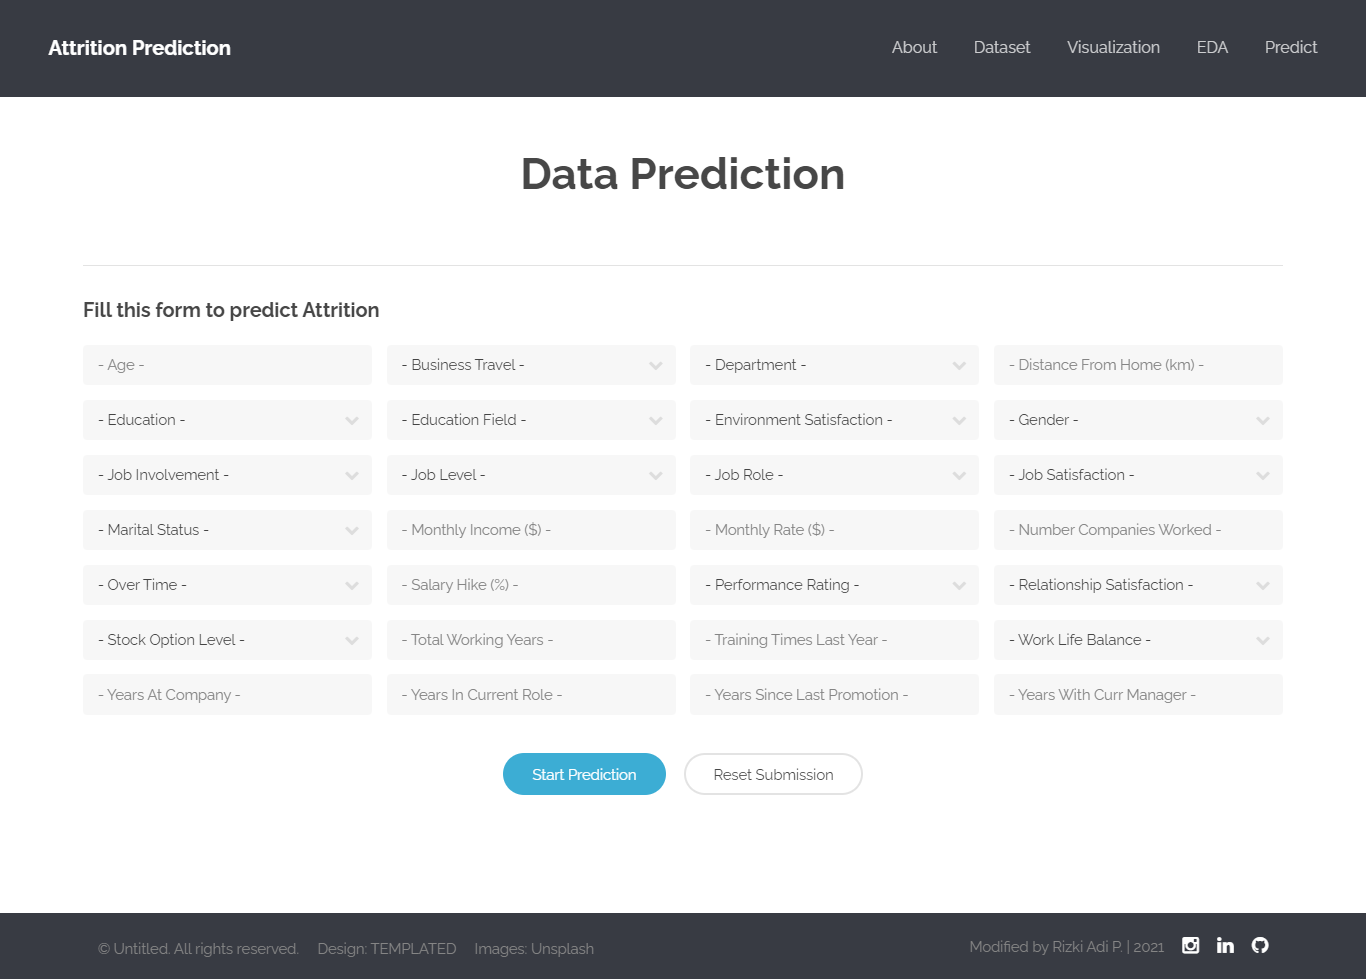 Attrition Prediction
About Dataset Visualization EDA Predict
Data Prediction
Fill this form to predict Attrition
- Age - - Business Travel - - Department - - Distance From Home (km) -
- Education - - Education Field - - Environment Satisfaction - - Gender -
- Job Involvement - - Job Level - - Job Role - - Job Satisfaction -
- Marital Status - - Monthly Income ($) - - Monthly Rate ($) - - Number Companies Worked -
- Over Time - - Salary Hike (%) - - Performance Rating - - Relationship Satisfaction -
- Stock Option Level - - Total Working Years - - Training Times Last Year - - Work Life Balance -
- Years At Company - - Years In Current Role - - Years Since Last Promotion - - Years With Curr Manager -
Start Prediction Reset Submission
© Untitled. All rights reserved. Design: TEMPLATED Images: Unsplash Modified by Rizki Adi P. | 2021